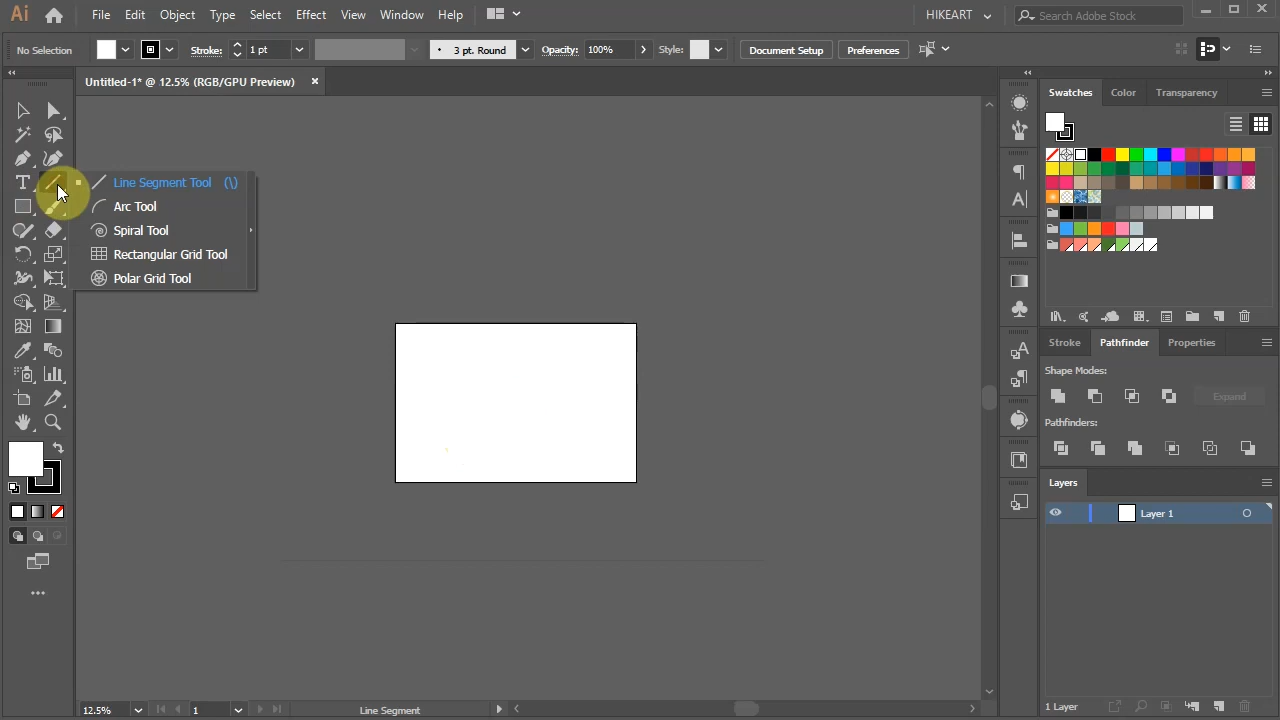 Ai File Edit Object Type Select Effect View Window Help HIKEART Search Adobe Stock
No Selection Stroke: 1 pt 3 pt. Round Opacity: 100% Style: Document Setup Preferences
Untitled-1* @ 12.5% (RGB/GPU Preview)
Swatches Color Transparency
Line Segment Tool (\)
Arc Tool
Spiral Tool
Rectangular Grid Tool
Polar Grid Tool
Stroke Pathfinder Properties
Shape Modes:
Expand
Pathfinders:
Layers
Layer 1
12.5% 1 Line Segment
1 Layer